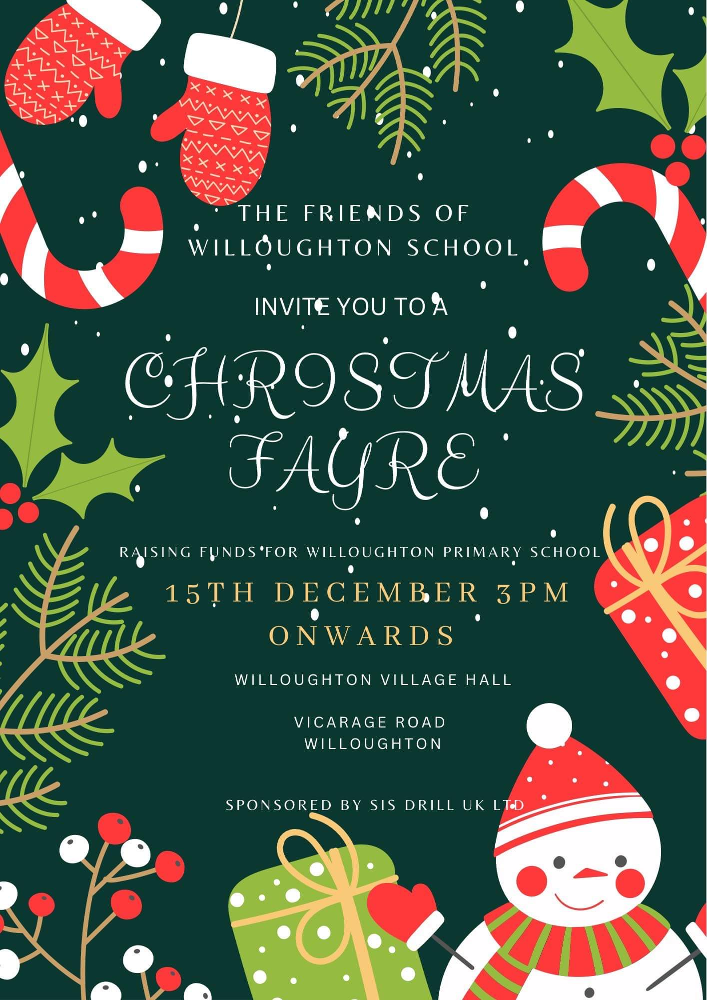 THE FRIENDS OF
WILLOUGHTON SCHOOL
INVITE YOU TO A
CHRISTMAS
FAYRE
RAISING FUNDS FOR WILLOUGHTON PRIMARY SCHOOL
15TH DECEMBER 3PM
ONWARDS
WILLOUGHTON VILLAGE HALL
VICARAGE ROAD
WILLOUGHTON
SPONSORED BY SIS DRILL UK LTD